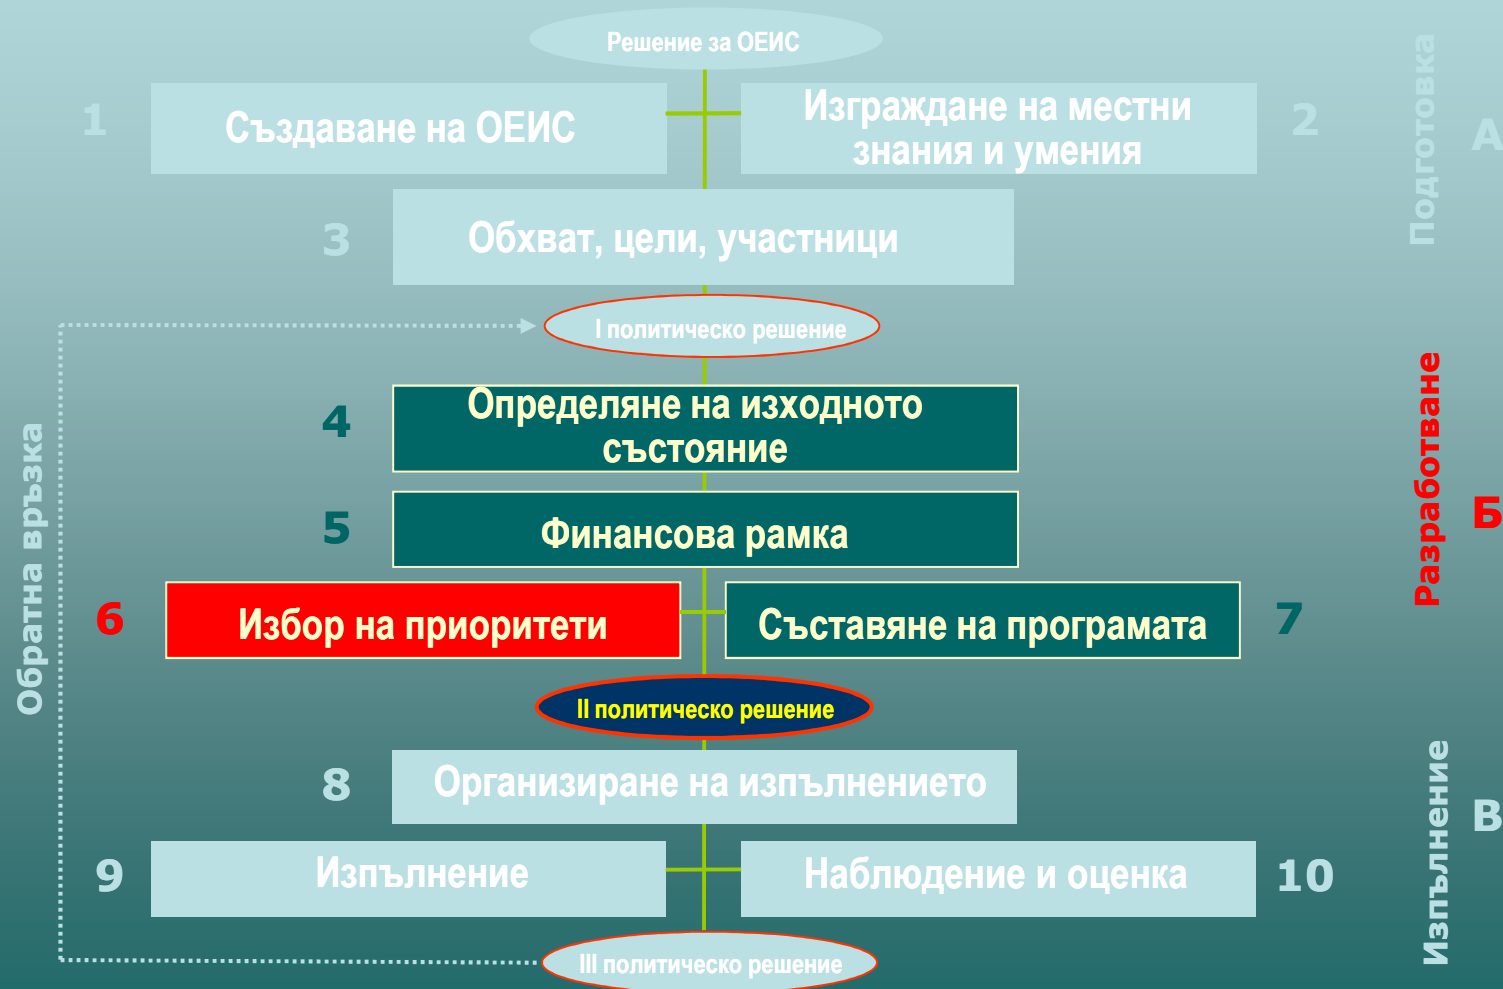 Решение за ОЕИС
1
Създаване на ОЕИС
Изграждане на местни
знания и умения
2
3
Обхват, цели, участници
Подготовка
А
I политическо решение
4
Определяне на изходното
състояние
5
Финансова рамка
Разработване
Б
6
Избор на приоритети
Съставяне на програмата
7
Обратна връзка
II политическо решение
8
Организиране на изпълнението
9
Изпълнение
Наблюдение и оценка
10
Изпълнение
В
III политическо решение